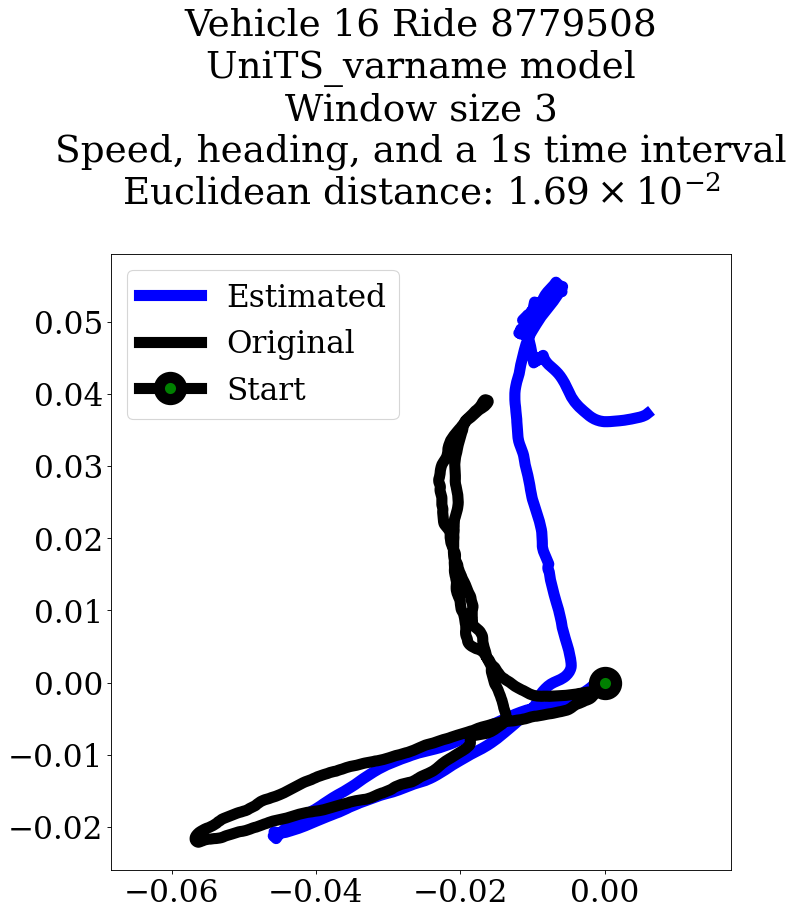 Vehicle 16 Ride 8779508
UniTS_varname model
Window size 3
Speed, heading, and a 1s time interval
Euclidean distance: 1.69 × 10⁻²
Estimated
Original
Start
0.05
0.04
0.03
0.02
0.01
0.00
−0.01
−0.02
−0.06 −0.04 −0.02 0.00